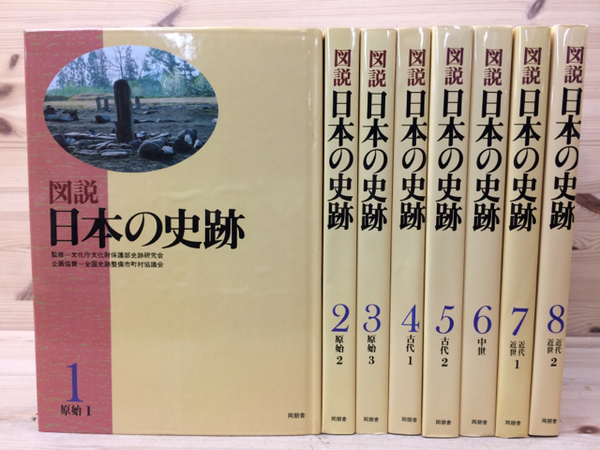 図説
日本の史跡
監修—文化庁文化財保護部史跡研究会
企画協賛—全国史跡整備市町村協議会
1
原始 1
同朋舎
図説 日本の史跡
2
原始 2
同朋舎
図説 日本の史跡
3
原始 3
同朋舎
図説 日本の史跡
4
古代 1
同朋舎
図説 日本の史跡
5
古代 2
同朋舎
図説 日本の史跡
6
中世
同朋舎
図説 日本の史跡
7
近代
近世 1
同朋舎
図説 日本の史跡
8
近代
近世 2
同朋舎